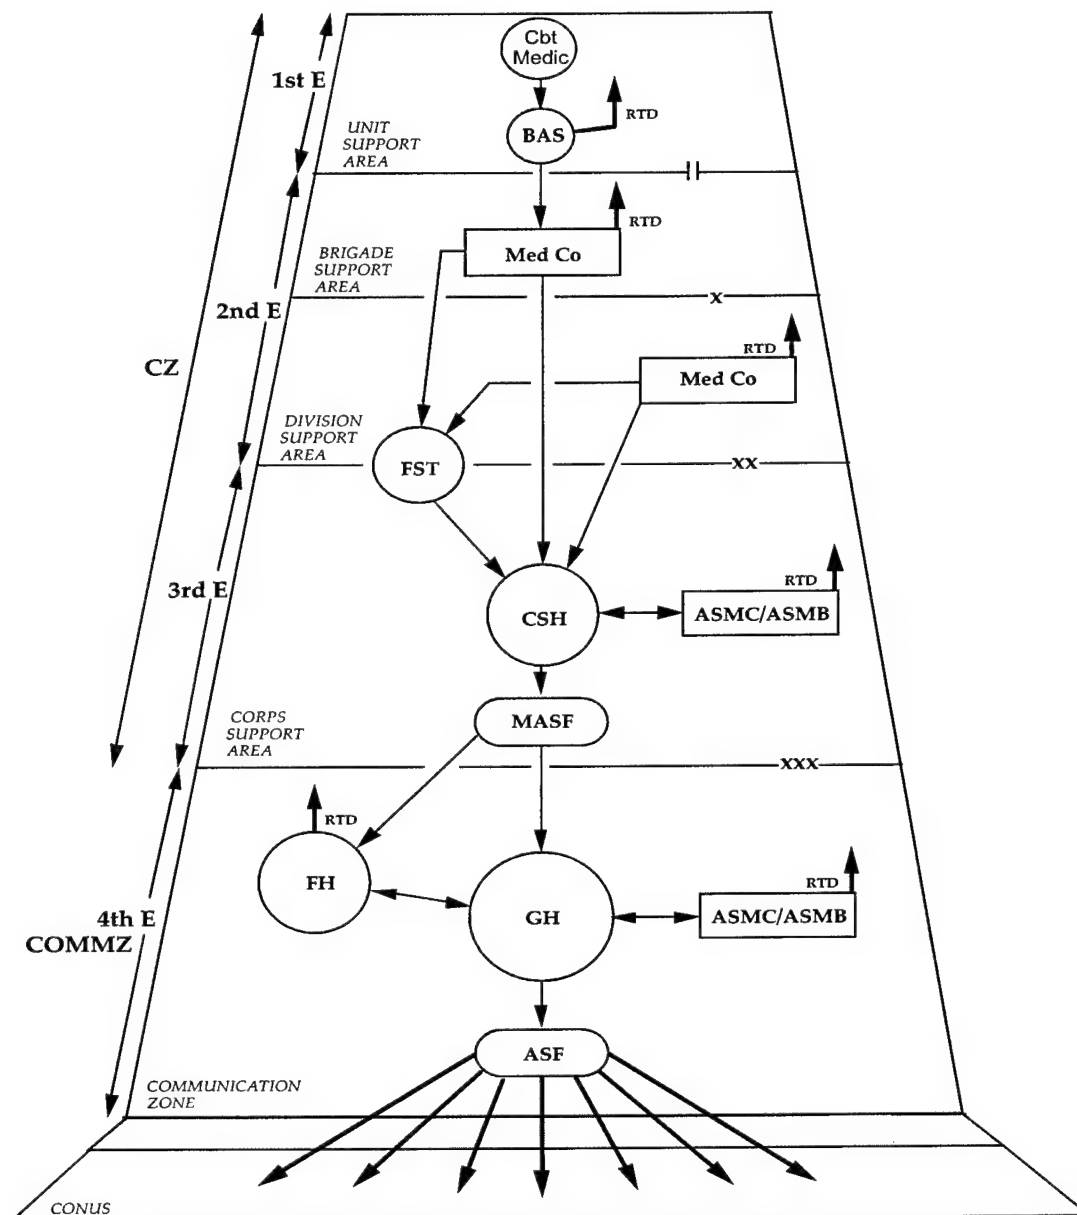 Cbt
Medic
1st E
RTD
BAS
UNIT
SUPPORT
AREA
RTD
Med Co
BRIGADE
SUPPORT
AREA
x
2nd E
RTD
CZ
Med Co
DIVISION
SUPPORT
AREA
FST
xx
RTD
3rd E
CSH
ASMC/ASMB
MASF
CORPS
SUPPORT
AREA
xxx
RTD
FH
RTD
GH
ASMC/ASMB
4th E
COMMZ
ASF
COMMUNICATION
ZONE
CONUS